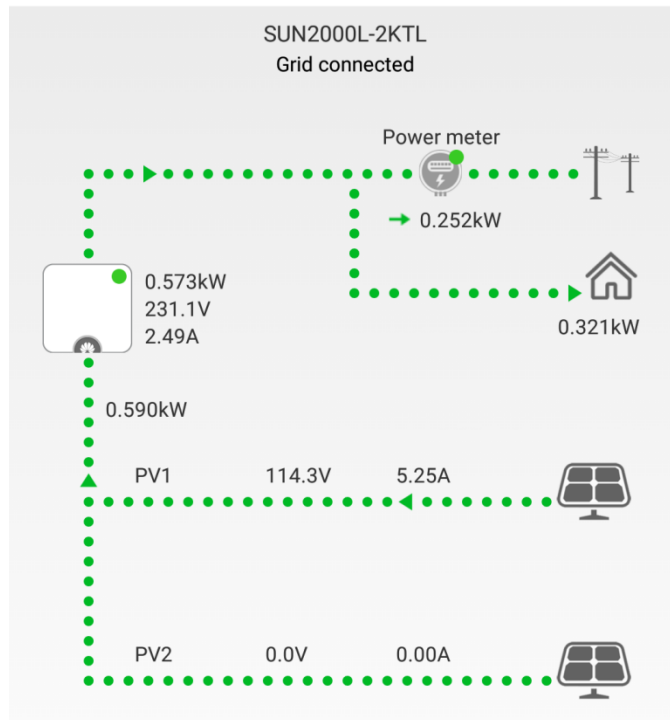 SUN2000L-2KTL
Grid connected
Power meter
0.252kW
0.573kW
231.1V
2.49A
0.321kW
0.590kW
PV1 114.3V 5.25A
PV2 0.0V 0.00A